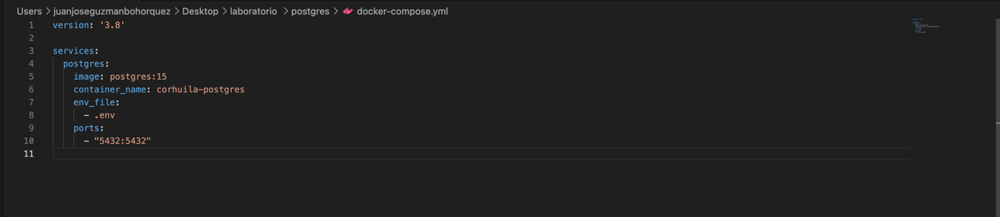 Users > juanjoseguzmanbohorquez > Desktop > laboratorio > postgres > docker-compose.yml
1 version: '3.8'
2
3 services:
4   postgres:
5     image: postgres:15
6     container_name: corhuila-postgres
7     env_file:
8       - .env
9     ports:
10       - "5432:5432"
11